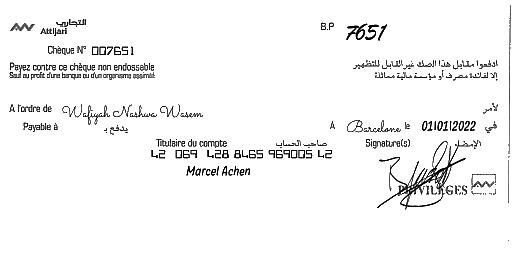 التجاري
Attijari
B.P 7651
Chèque N° 007651
Payez contre ce chèque non endossable
Seul au profit d'une banque ou d'un organisme assimilé
ادفعوا مقابل هذا الصك غير القابل للتظهير
إلا لفائدة مصرف أو مؤسسة مالية مماثلة
A l'ordre de Wafiyah Nashwa Wasem لأمر
Payable à يدفع بـ
A Barcelone le 01/01/2022 في
Titulaire du compte صاحب الحساب
Signature(s) الإمضاء
42 069 428 8465 969005 42
Marcel Achen
PRIVILEGES